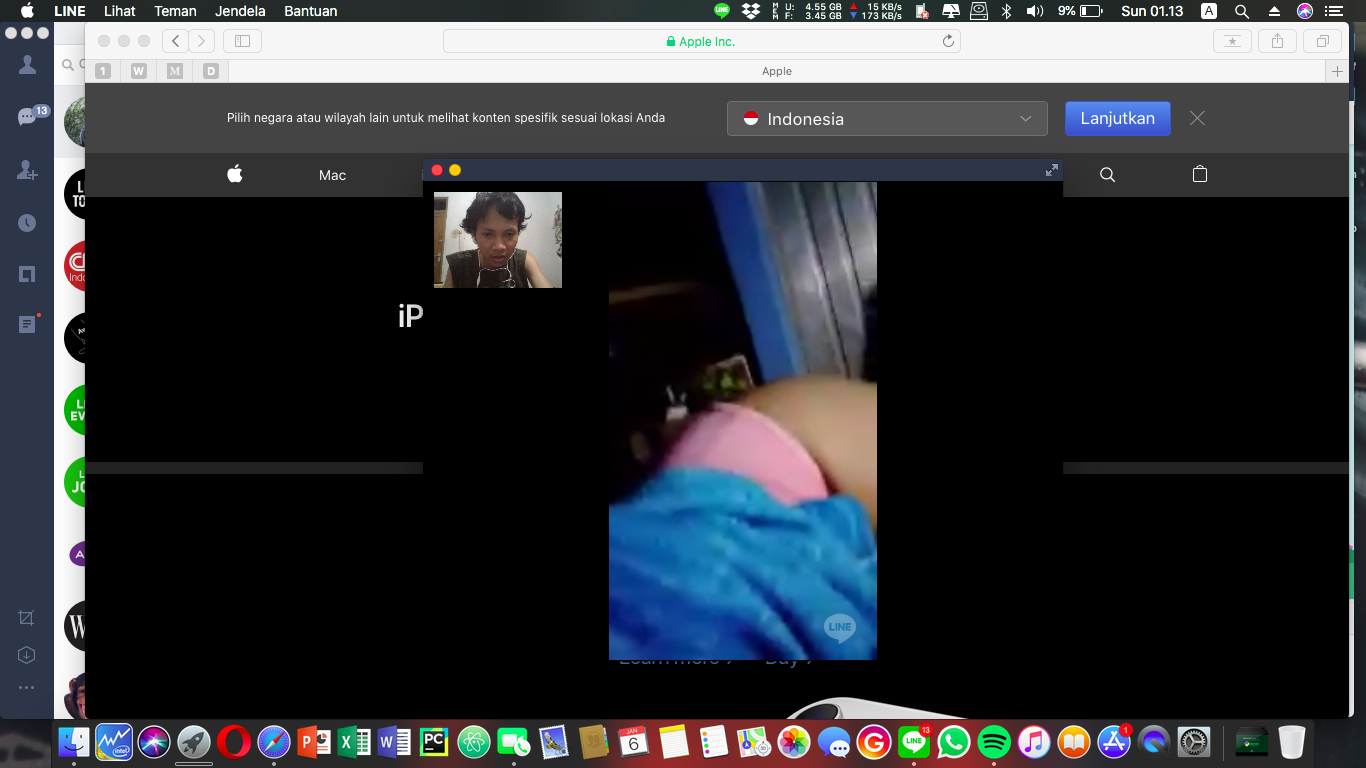 LINE Lihat Teman Jendela Bantuan
U: 4.55 GB 15 KB/s
F: 3.45 GB 173 KB/s
9% Sun 01.13 A
Apple Inc.
1 W M D
Apple
13
Pilih negara atau wilayah lain untuk melihat konten spesifik sesuai lokasi Anda
Indonesia
Lanjutkan
Mac
iP
LINE
Learn more >
W
JAN
6
13
1